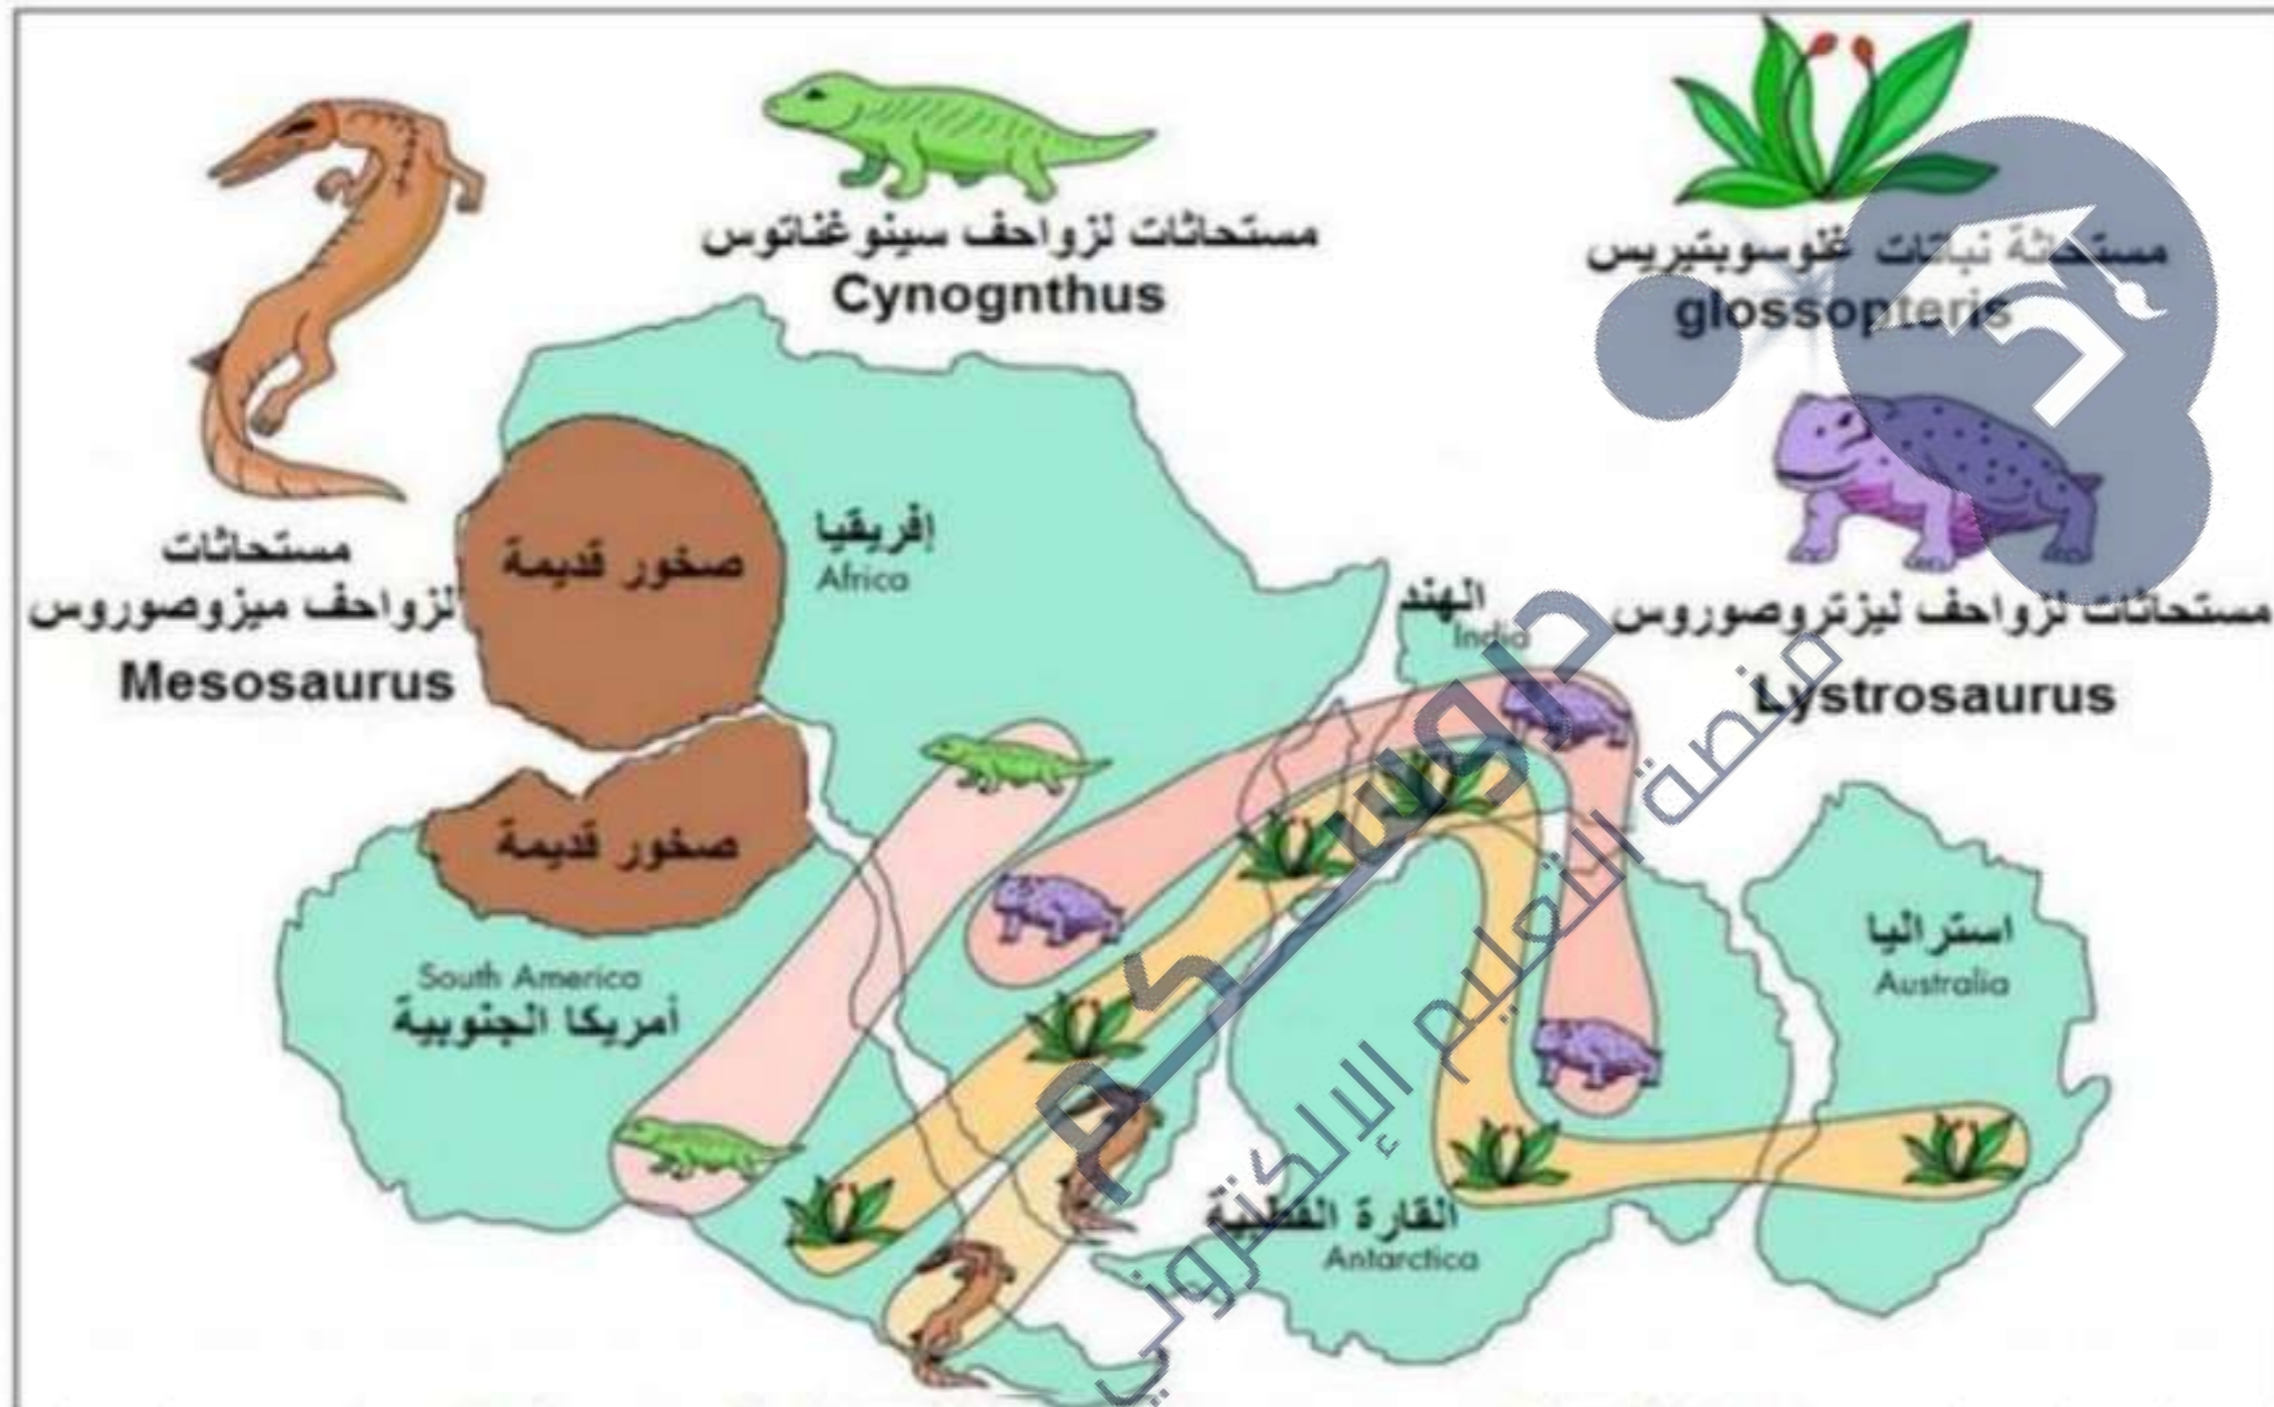 مستحاثات لزواحف سينوغناتوس
Cynognthus
مستحاثة نباتات غلوسوبتيريس
glossopteris
مستحاثات
لزواحف ميزوصوروس
Mesosaurus
مستحاثات لزواحف ليزتروصوروس
Lystrosaurus
صخور قديمة
إفريقيا
Africa
الهند
India
صخور قديمة
South America
أمريكا الجنوبية
استراليا
Australia
القارة القطبية
Antarctica
دروسكم
منصة التعليم الإلكتروني